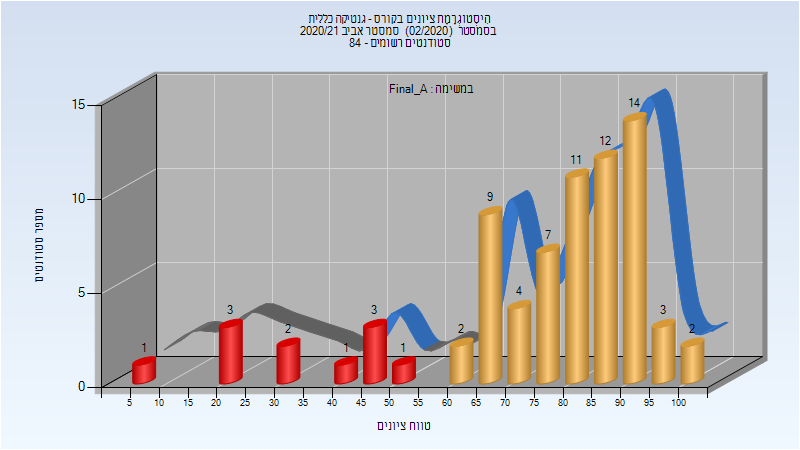 היסטוגרמת ציונים בקורס - גנטיקה כללית
בסמסטר (02/2020) סמסטר אביב 2020/21
סטודנטים רשומים - 84
במשימה : Final_A
מספר סטודנטים
15
10
5
0
1
3
2
1
3
1
2
9
4
7
11
12
14
3
2
5 10 15 20 25 30 35 40 45 50 55 60 65 70 75 80 85 90 95 100
טווח ציונים